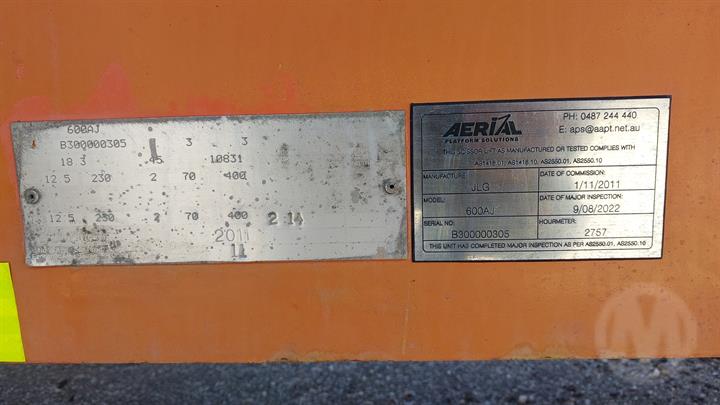 600AJ
B300000305 1 3 3
18 3 45 10831
12 5 230 2 70 400
12 5 230 2 70 400 2 14
2011
11
AERIAL
PLATFORM SOLUTIONS
PH: 0487 244 440
E: aps@aapt.net.au
THIS SCISSOR LIFT AS MANUFACTURED OR TESTED COMPLIES WITH
AS1418.01, AS1418.10, AS2550.01, AS2550.10
MANUFACTURE: DATE OF COMMISSION:
JLG 1/11/2011
MODEL: DATE OF MAJOR INSPECTION:
600AJ 9/08/2022
SERIAL NO: HOURMETER:
B300000305 2757
THIS UNIT HAS COMPLETED MAJOR INSPECTION AS PER AS2550.01, AS2550.10
M